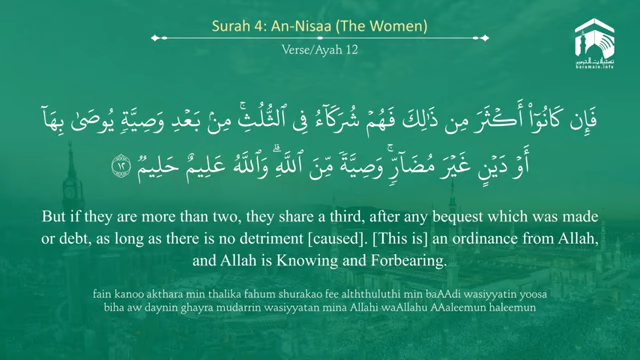 Surah 4: An-Nisaa (The Women)
Verse/Ayah 12
haramain.info
فَإِن كَانُوٓا۟ أَكْثَرَ مِن ذَٰلِكَ فَهُمْ شُرَكَآءُ فِى ٱلثُّلُثِ ۚ مِنۢ بَعْدِ وَصِيَّةٍ يُوصَىٰ بِهَآ
أَوْ دَيْنٍ غَيْرَ مُضَآرٍّ ۚ وَصِيَّةً مِّنَ ٱللَّهِ ۗ وَٱللَّهُ عَلِيمٌ حَلِيمٌ ١٢
But if they are more than two, they share a third, after any bequest which was made
or debt, as long as there is no detriment [caused]. [This is] an ordinance from Allah,
and Allah is Knowing and Forbearing.
fain kanoo akthara min thalika fahum shurakao fee alththuluthi min baAAdi wasiyyatin yoosa
biha aw daynin ghayra mudarrin wasiyyatan mina Allahi waAllahu AAaleemun haleemun